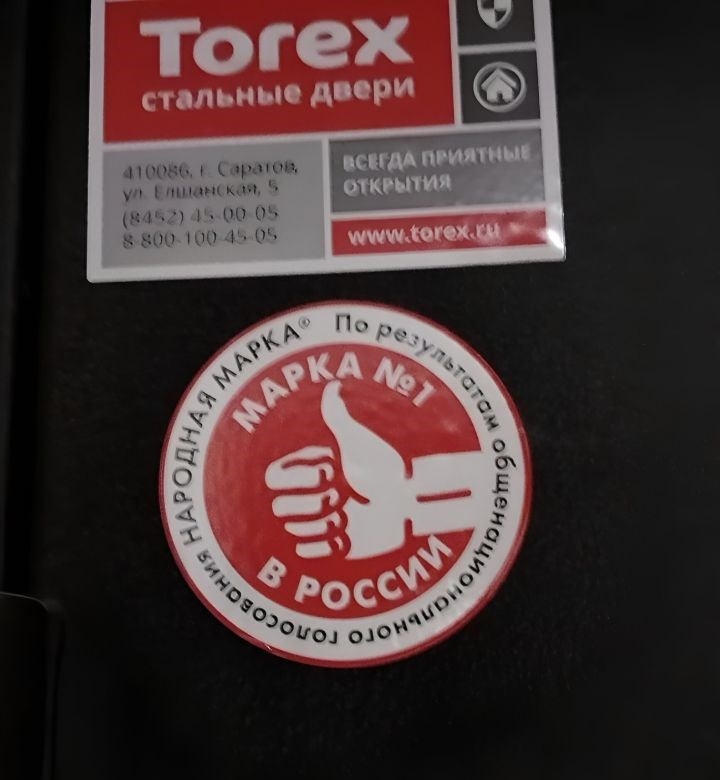 Torex
стальные двери
410086, г. Саратов,
ул. Елшанская, 5
(8452) 45-00-05
8-800-100-45-05
ВСЕГДА ПРИЯТНЫЕ
ОТКРЫТИЯ
www.torex.ru
По результатам общенационального голосования НАРОДНАЯ МАРКА®
МАРКА №1
В РОССИИ